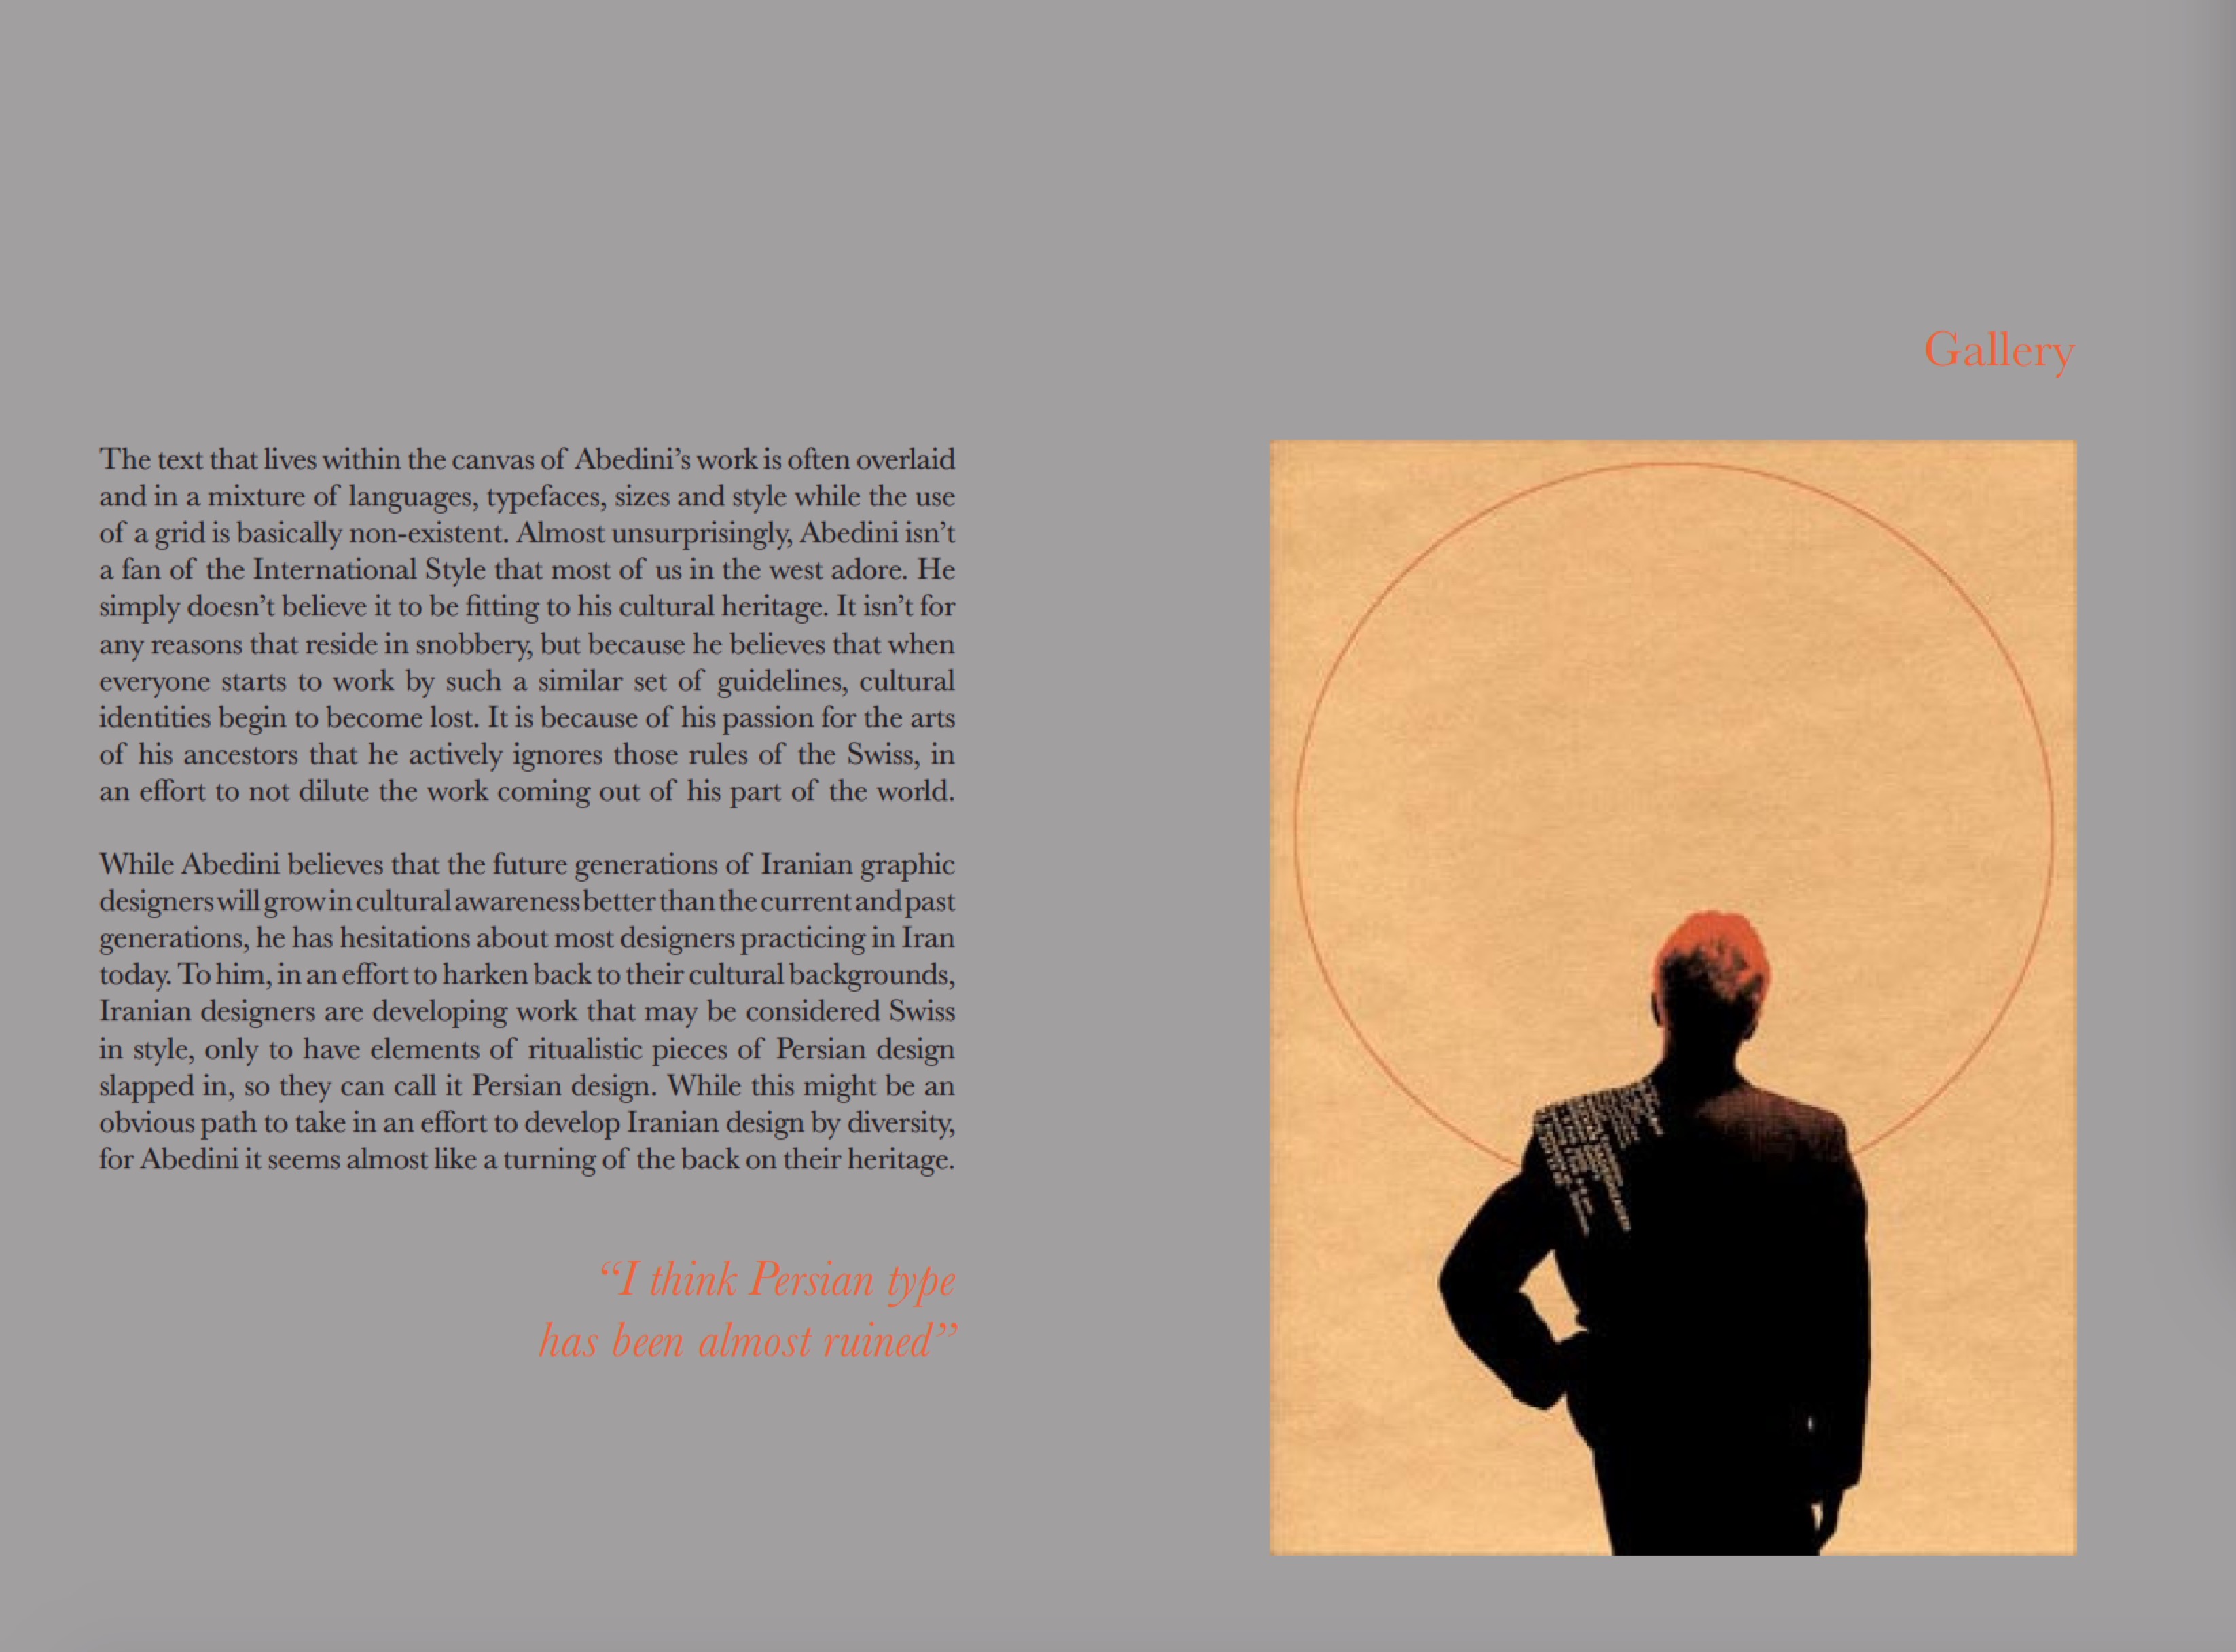 The text that lives within the canvas of Abedini’s work is often overlaid
and in a mixture of languages, typefaces, sizes and style while the use
of a grid is basically non-existent. Almost unsurprisingly, Abedini isn’t
a fan of the International Style that most of us in the west adore. He
simply doesn’t believe it to be fitting to his cultural heritage. It isn’t for
any reasons that reside in snobbery, but because he believes that when
everyone starts to work by such a similar set of guidelines, cultural
identities begin to become lost. It is because of his passion for the arts
of his ancestors that he actively ignores those rules of the Swiss, in
an effort to not dilute the work coming out of his part of the world.
While Abedini believes that the future generations of Iranian graphic
designers will grow in cultural awareness better than the current and past
generations, he has hesitations about most designers practicing in Iran
today. To him, in an effort to harken back to their cultural backgrounds,
Iranian designers are developing work that may be considered Swiss
in style, only to have elements of ritualistic pieces of Persian design
slapped in, so they can call it Persian design. While this might be an
obvious path to take in an effort to develop Iranian design by diversity,
for Abedini it seems almost like a turning of the back on their heritage.
“I think Persian type
has been almost ruined”
Gallery